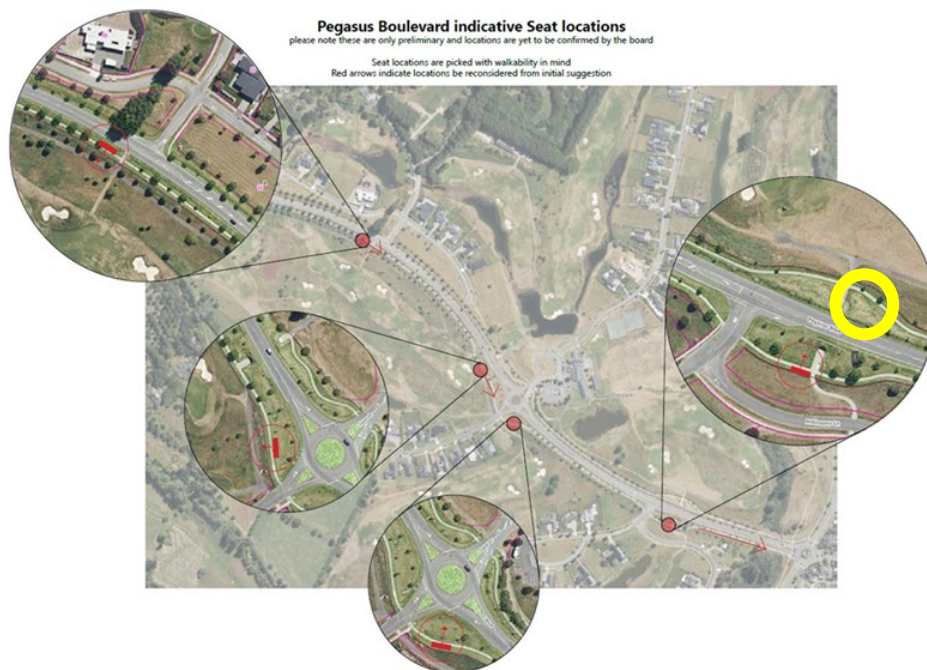 Pegasus Boulevard indicative Seat locations
please note these are only preliminary and locations are yet to be confirmed by the board
Seat locations are picked with walkability in mind
Red arrows indicate locations be reconsidered from initial suggestion
Pegasus